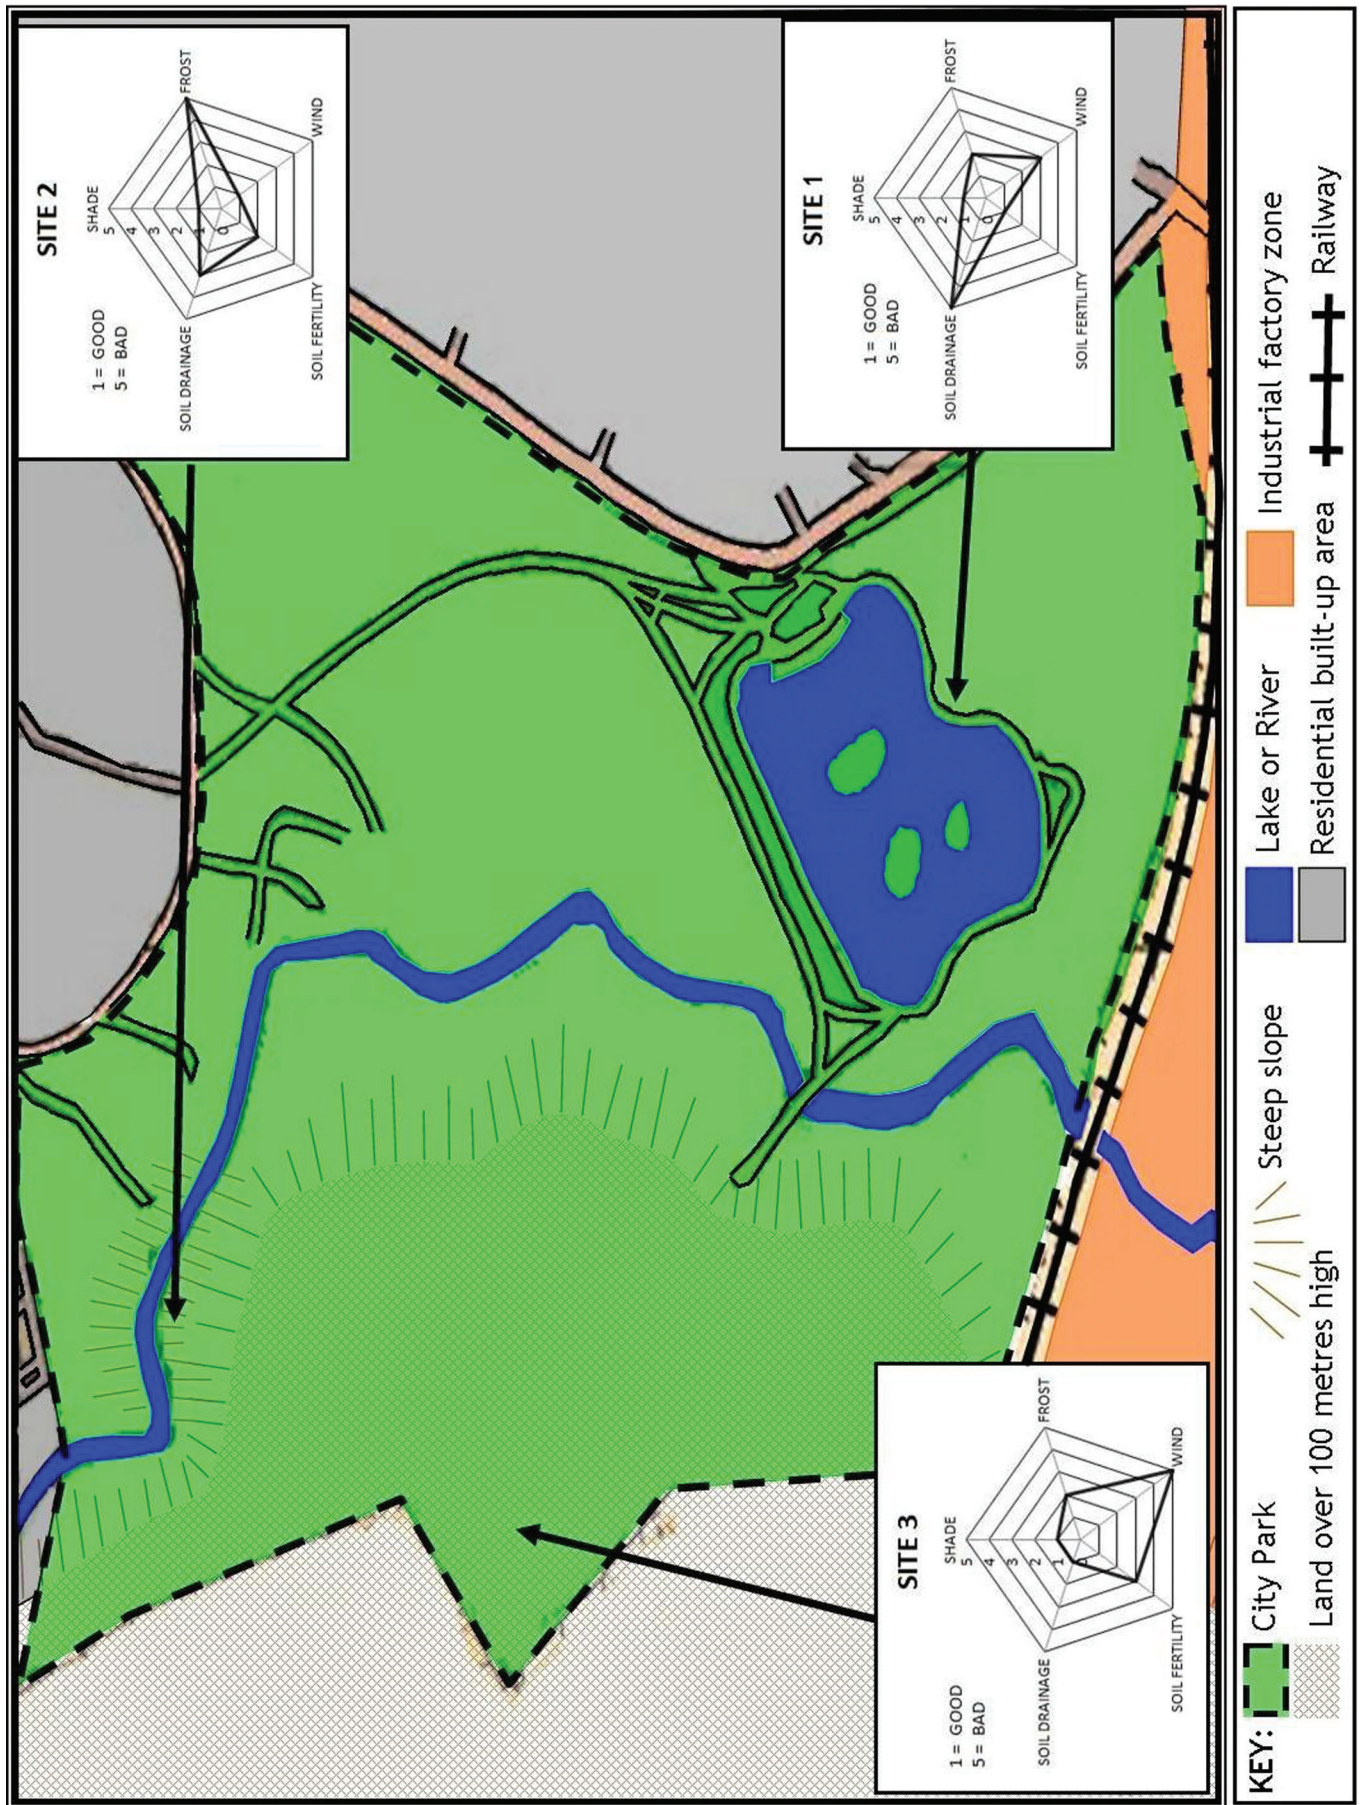 SITE 2
SHADE
1 = GOOD
5 = BAD
5
4
3
2
1
0
SOIL DRAINAGE
FROST
SOIL FERTILITY
WIND
SITE 3
SHADE
1 = GOOD
5 = BAD
5
4
3
2
1
SOIL DRAINAGE
FROST
SOIL FERTILITY
WIND
SITE 1
SHADE
1 = GOOD
5 = BAD
5
4
3
2
1
0
SOIL DRAINAGE
FROST
SOIL FERTILITY
WIND
KEY: City Park Steep slope Lake or River Industrial factory zone
Land over 100 metres high Residential built-up area Railway